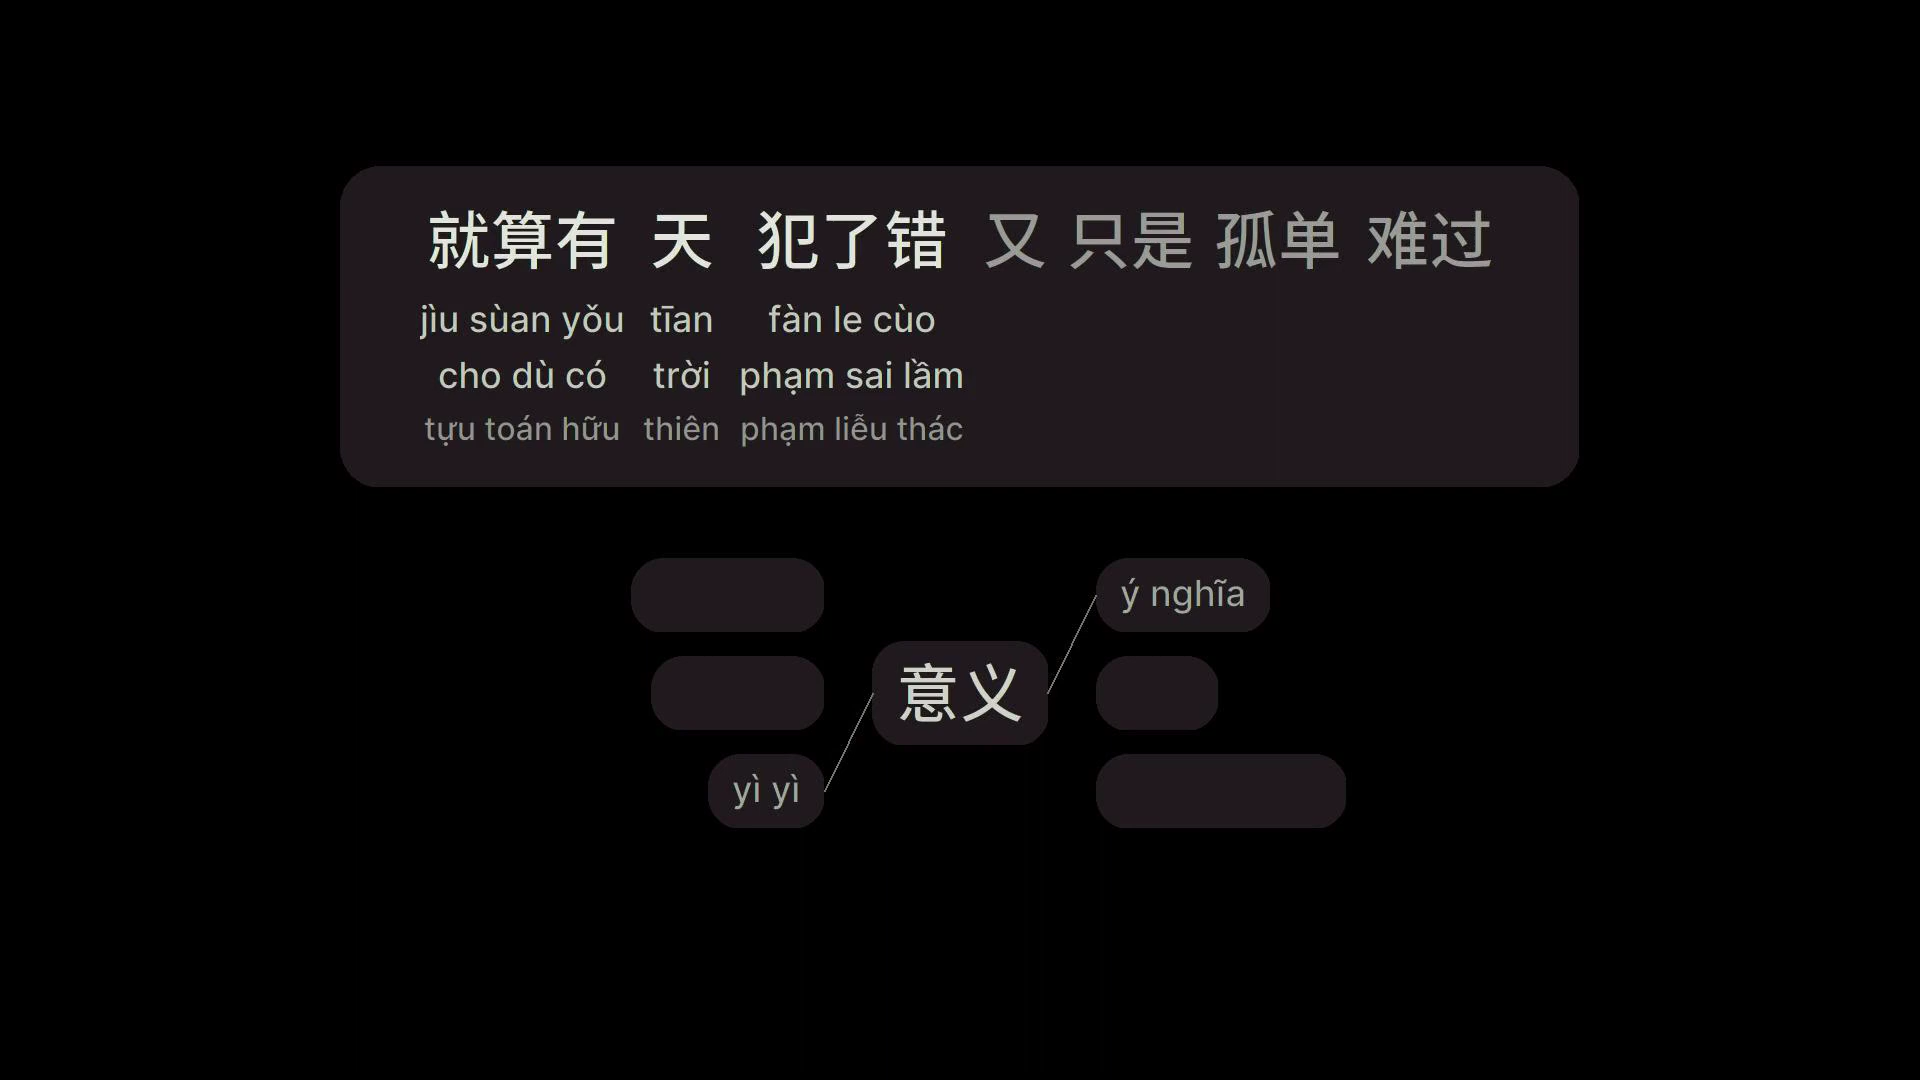 就算有 天 犯了错 又 只是 孤单 难过
jìu sùan yǒu tīan fàn le cùo
cho dù có trời phạm sai lầm
tựu toán hữu thiên phạm liễu thác
ý nghĩa
意义
yì yì